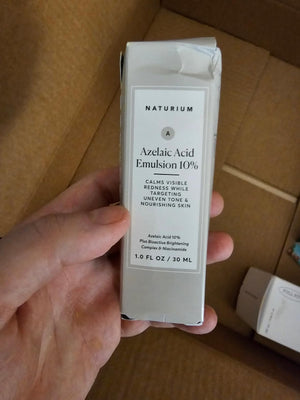 NATURIUM
A
Azelaic Acid
Emulsion 10%
CALMS VISIBLE
REDNESS WHILE
TARGETING
UNEVEN TONE &
NOURISHING SKIN
Azelaic Acid 10%
Plus Bioactive Brightening
Complex & Niacinamide
1.0 FL OZ / 30 ML